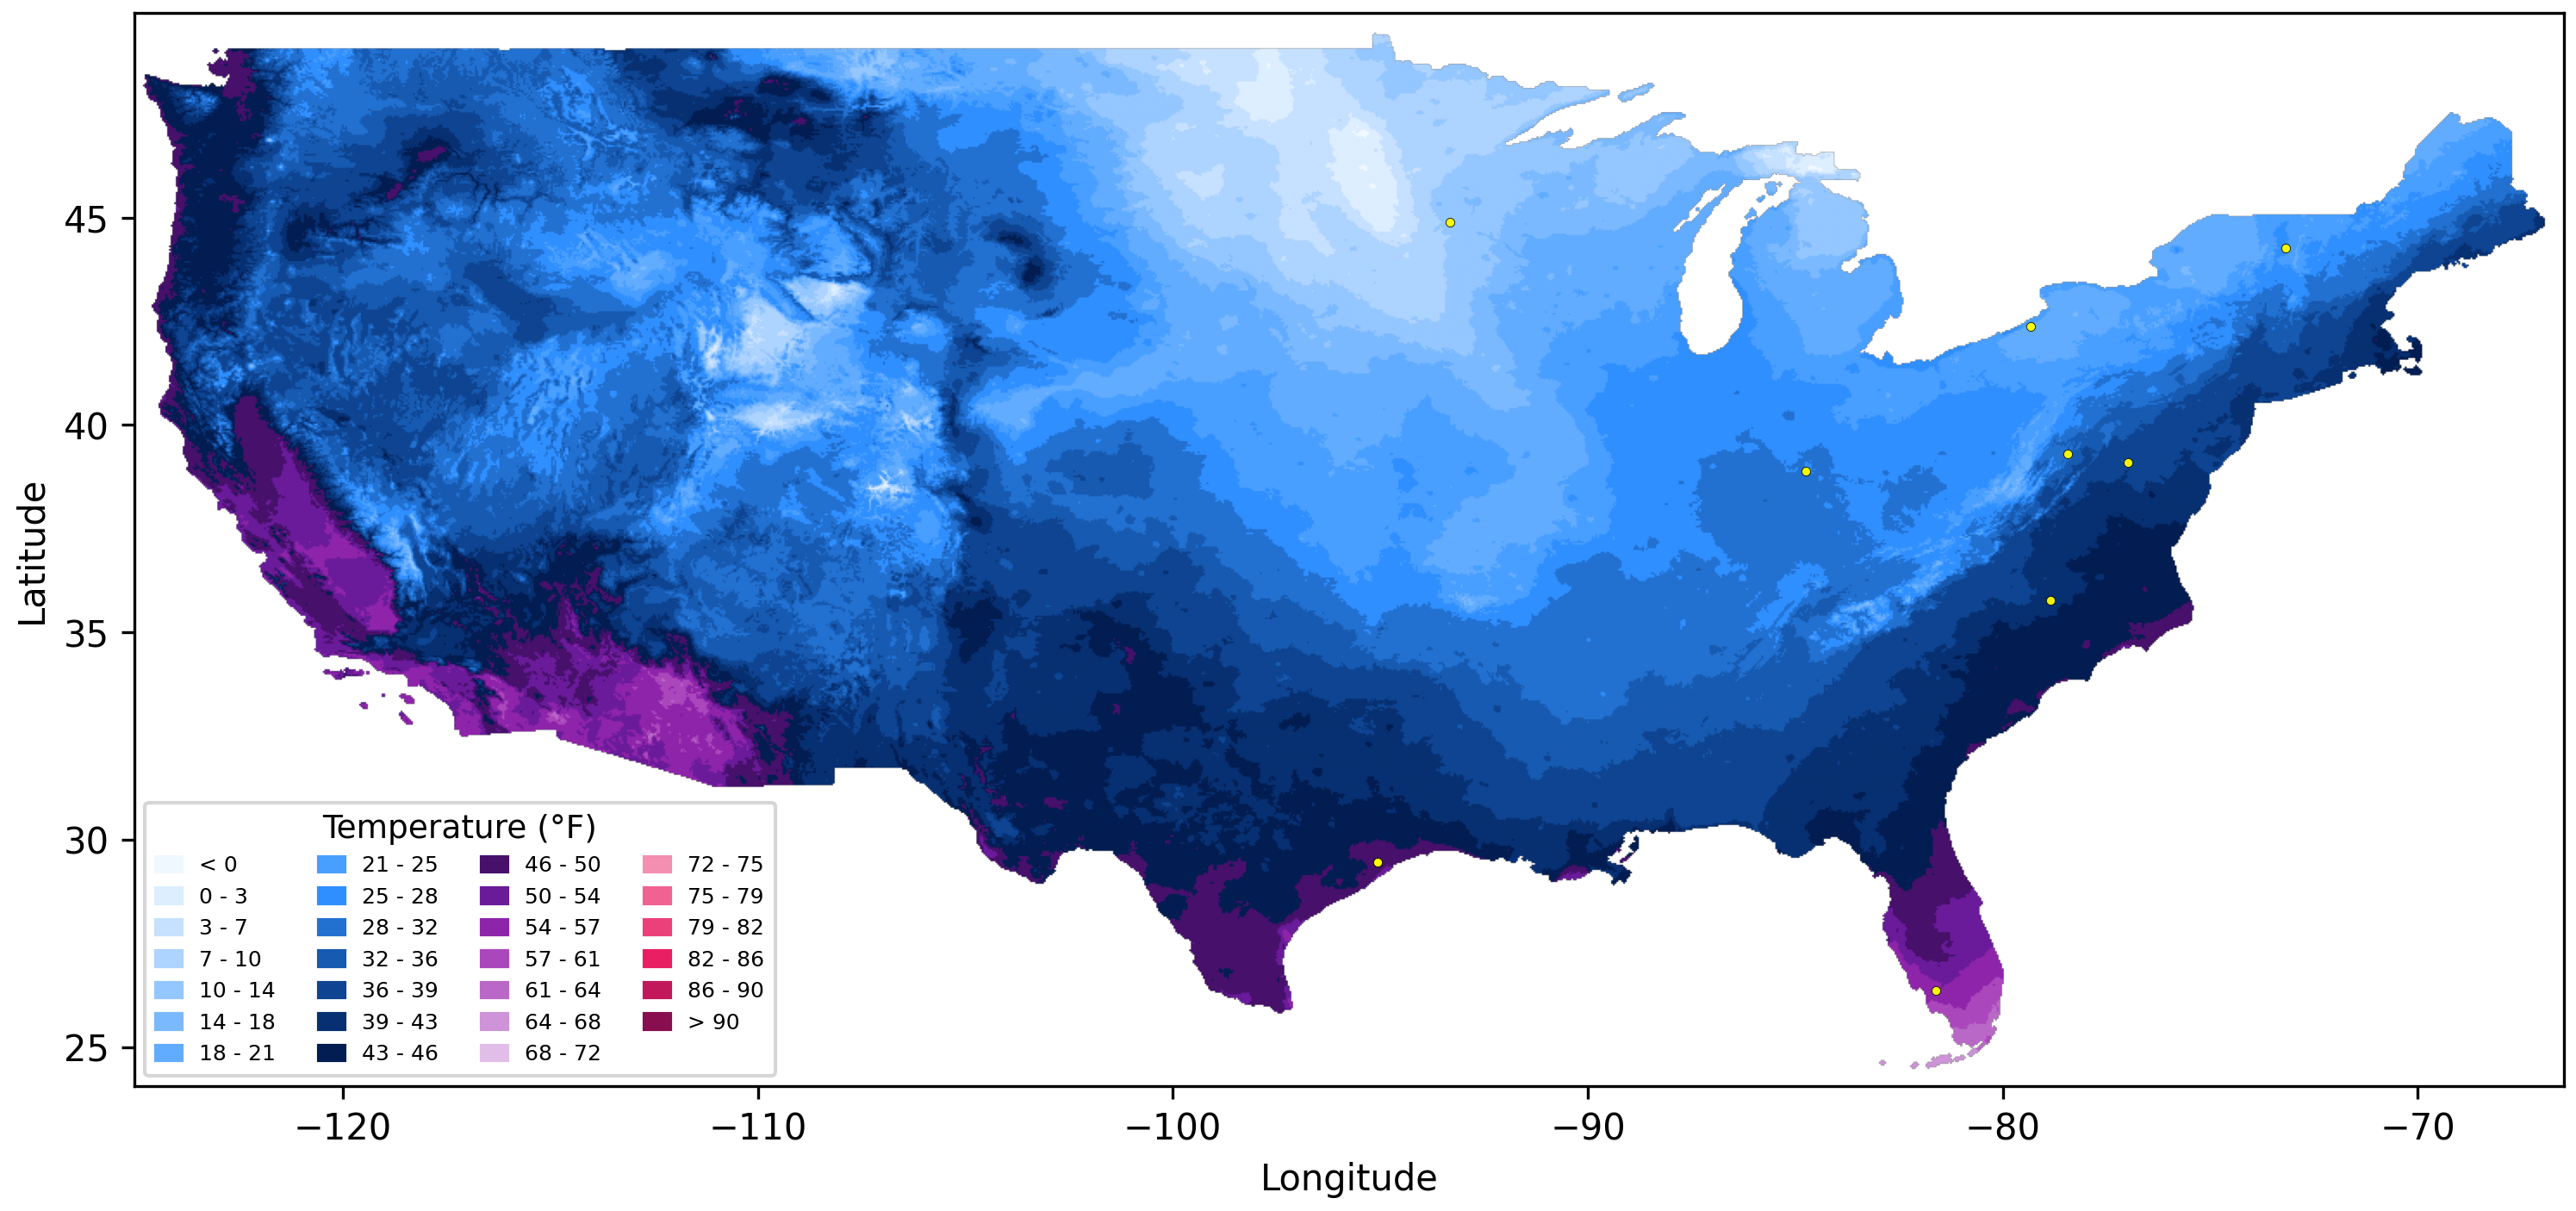 45
40
35
30
25
Latitude
Temperature (°F)
< 0
0 - 3
3 - 7
7 - 10
10 - 14
14 - 18
18 - 21
21 - 25
25 - 28
28 - 32
32 - 36
36 - 39
39 - 43
43 - 46
46 - 50
50 - 54
54 - 57
57 - 61
61 - 64
64 - 68
68 - 72
72 - 75
75 - 79
79 - 82
82 - 86
86 - 90
> 90
−120
−110
−100
−90
−80
−70
Longitude